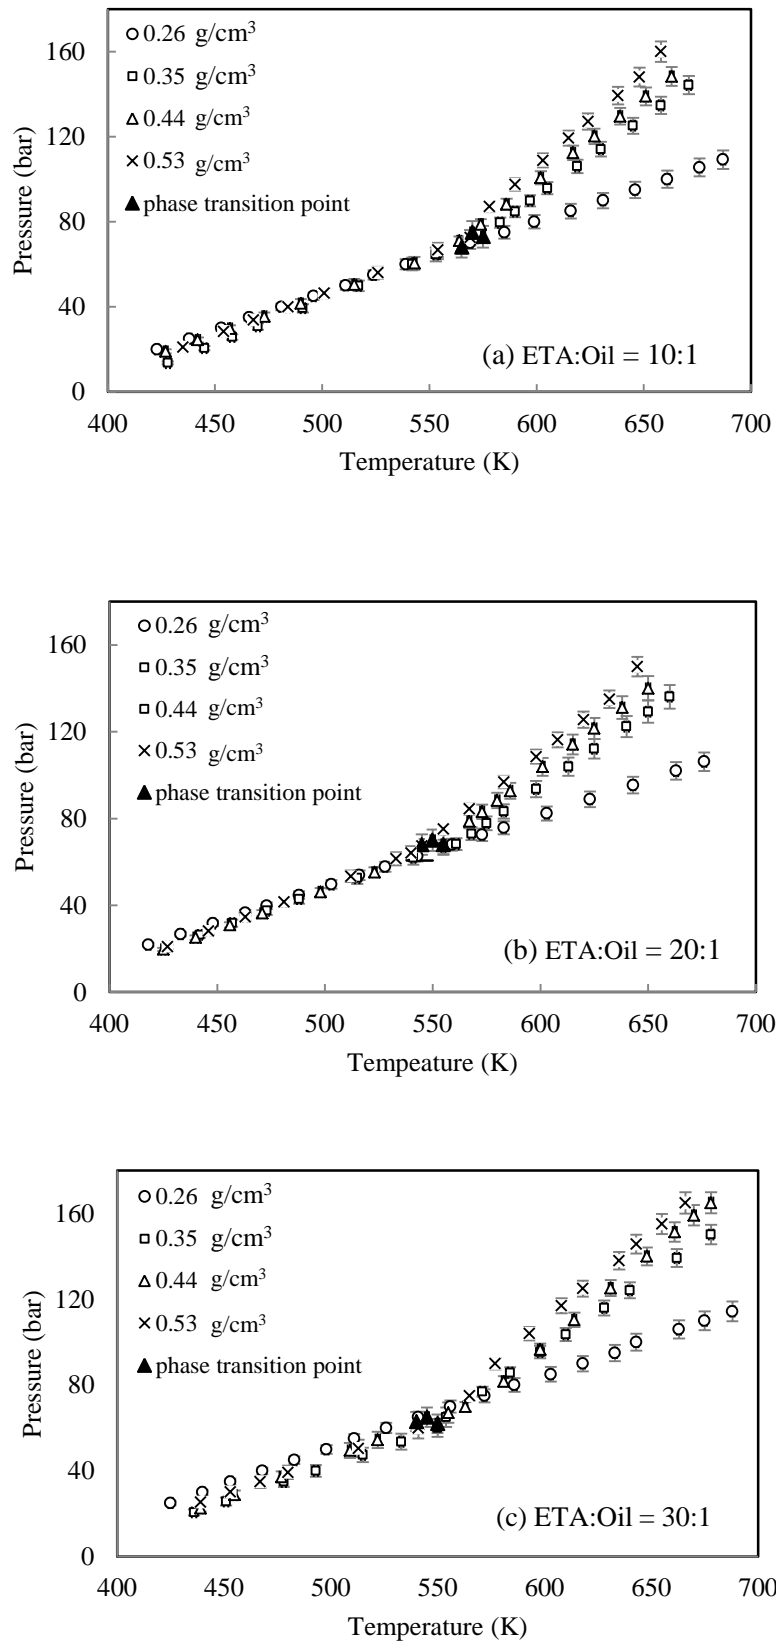 160
120
80
40
0
Pressure (bar)
○ 0.26 g/cm³
□ 0.35 g/cm³
△ 0.44 g/cm³
× 0.53 g/cm³
▲ phase transition point
(a) ETA:Oil = 10:1
400 450 500 550 600 650 700
Temperature (K)
160
120
80
40
0
Pressure (bar)
○ 0.26 g/cm³
□ 0.35 g/cm³
□ 0.44 g/cm³
× 0.53 g/cm³
▲ phase transition point
(b) ETA:Oil = 20:1
400 450 500 550 600 650 700
Tempeature (K)
160
120
80
40
0
Pressure (bar)
○ 0.26 g/cm³
□ 0.35 g/cm³
△ 0.44 g/cm³
× 0.53 g/cm³
▲ phase transition point
(c) ETA:Oil = 30:1
400 450 500 550 600 650 700
Temperature (K)